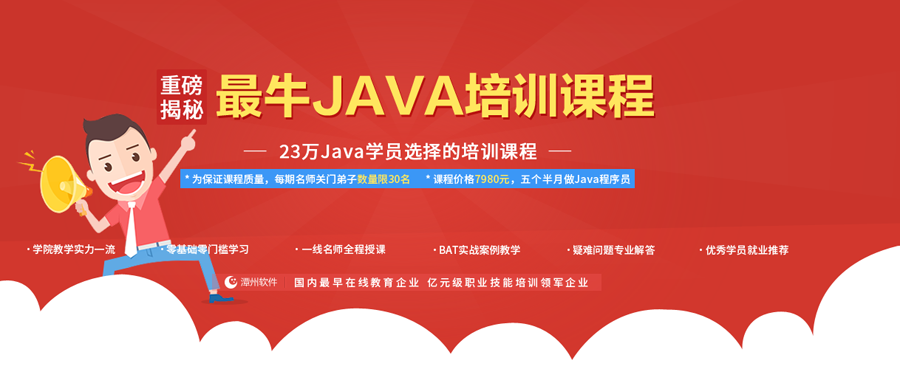 重磅
揭秘
最牛JAVA培训课程
23万Java学员选择的培训课程
* 为保证课程质量，每期名师关门弟子数量限30名 * 课程价格7980元，五个半月做Java程序员
· 学院教学实力一流 · 零基础零门槛学习 · 一线名师全程授课 · BAT实战案例教学 · 疑难问题专业解答 · 优秀学员就业推荐
潭州软件 国内最早在线教育企业 亿元级职业技能培训领军企业